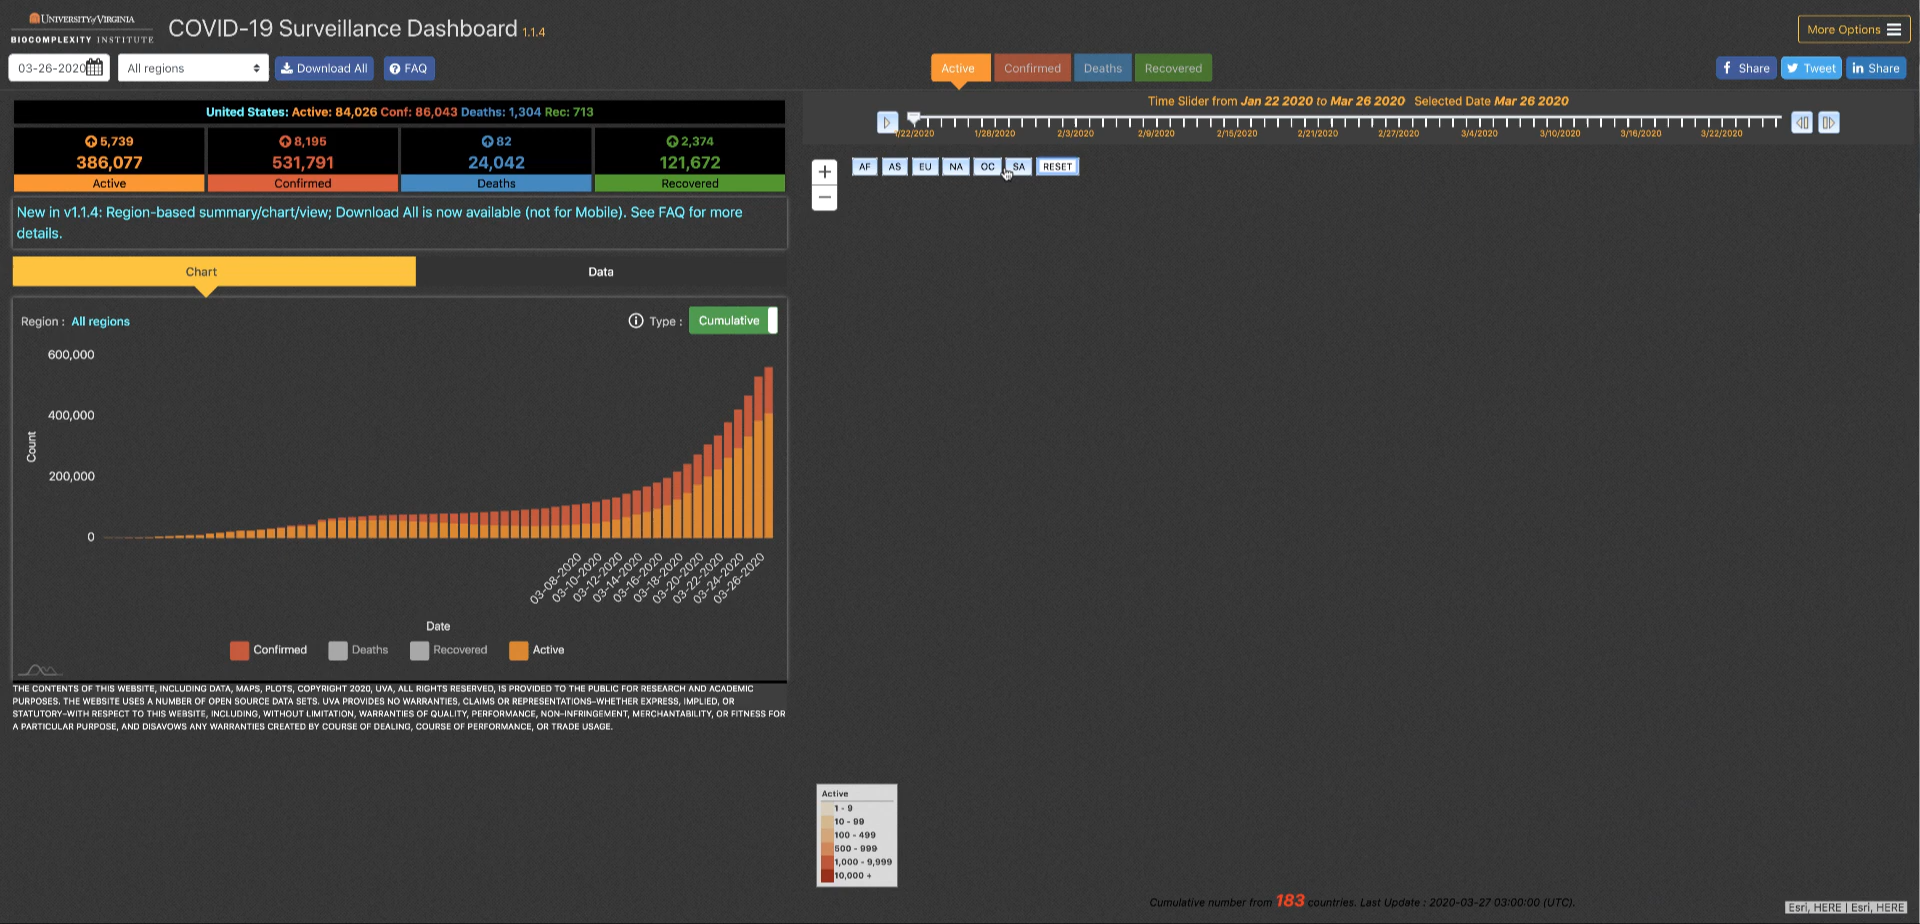 UNIVERSITY of VIRGINIA
BIOCOMPLEXITY INSTITUTE
COVID-19 Surveillance Dashboard 1.1.4
More Options
03-26-2020
All regions
Download All
FAQ
Active
Confirmed
Deaths
Recovered
Share
Tweet
Share
United States: Active: 84,026 Conf: 86,043 Deaths: 1,304 Rec: 713
5,739
386,077
Active
8,195
531,791
Confirmed
82
24,042
Deaths
2,374
121,672
Recovered
New in v1.1.4: Region-based summary/chart/view; Download All is now available (not for Mobile). See FAQ for more
details.
Chart
Data
Region : All regions
Type :
Cumulative
600,000
400,000
200,000
0
Count
03-08-2020
03-10-2020
03-12-2020
03-14-2020
03-16-2020
03-18-2020
03-20-2020
03-22-2020
03-24-2020
03-26-2020
Date
Confirmed
Deaths
Recovered
Active
THE CONTENTS OF THIS WEBSITE, INCLUDING DATA, MAPS, PLOTS, COPYRIGHT 2020, UVA, ALL RIGHTS RESERVED, IS PROVIDED TO THE PUBLIC FOR RESEARCH AND ACADEMIC
PURPOSES. THE WEBSITE USES A NUMBER OF OPEN SOURCE DATA SETS. UVA PROVIDES NO WARRANTIES, CLAIMS OR REPRESENTATIONS–WHETHER EXPRESS, IMPLIED, OR
STATUTORY–WITH RESPECT TO THIS WEBSITE, INCLUDING, WITHOUT LIMITATION, WARRANTIES OF QUALITY, PERFORMANCE, NON-INFRINGEMENT, MERCHANTABILITY, OR FITNESS FOR
A PARTICULAR PURPOSE, AND DISAVOWS ANY WARRANTIES CREATED BY COURSE OF DEALING, COURSE OF PERFORMANCE, OR TRADE USAGE.
Time Slider from Jan 22 2020 to Mar 26 2020 Selected Date Mar 26 2020
1/22/2020
1/28/2020
2/3/2020
2/9/2020
2/15/2020
2/21/2020
2/27/2020
3/4/2020
3/10/2020
3/16/2020
3/22/2020
+
−
AF
AS
EU
NA
OC
SA
RESET
Active
1 - 9
10 - 99
100 - 499
500 - 999
1,000 - 9,999
10,000 +
Cumulative number from 183 countries. Last Update : 2020-03-27 03:00:00 (UTC).
Esri, HERE | Esri, HERE